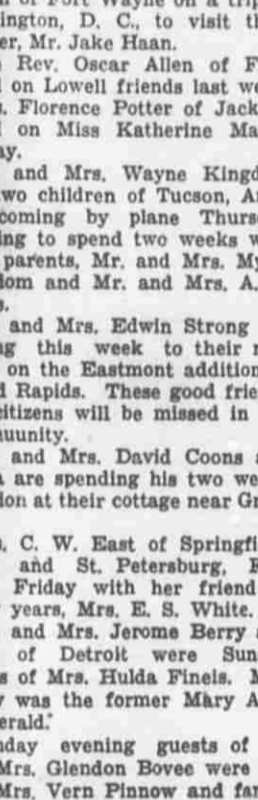 of Fort Wayne on a trip
ington, D. C., to visit th
er, Mr. Jake Haan.
Rev. Oscar Allen of F
on Lowell friends last we
s. Florence Potter of Jack
on Miss Katherine Ma
ay.
and Mrs. Wayne Kingd
two children of Tucson, A
coming by plane Thurs
ing to spend two weeks w
parents, Mr. and Mrs. My
dom and Mr. and Mrs. A.
s.
and Mrs. Edwin Strong
ng this week to their n
on the Eastmont addition
d Rapids. These good frie
citizens will be missed in
munity.
and Mrs. David Coons a
are spending his two we
ion at their cottage near Gr
. C. W. East of Springfi
and St. Petersburg, F
Friday with her friend
years, Mrs. E. S. White.
and Mrs. Jerome Berry a
of Detroit were Sun
s of Mrs. Hulda Fineis. M
y was the former Mary A
erald.
nday evening guests of
Mrs. Glendon Bovee were
Mrs. Vern Pinnow and fam